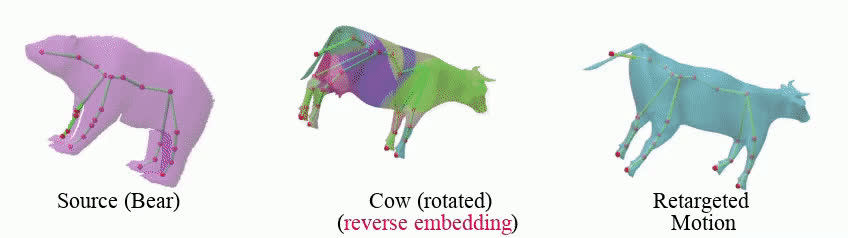 Source (Bear)
Cow (rotated)
(reverse embedding)
Retargeted
Motion